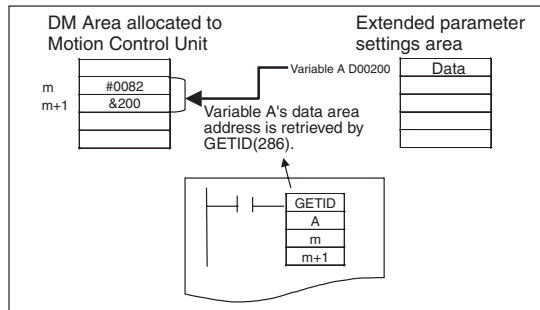 DM Area allocated to
Motion Control Unit
Extended parameter
settings area
m #0082
m+1 &200
Variable A D00200 Data
Variable A's data area
address is retrieved by
GETID(286).
GETID
A
m
m+1